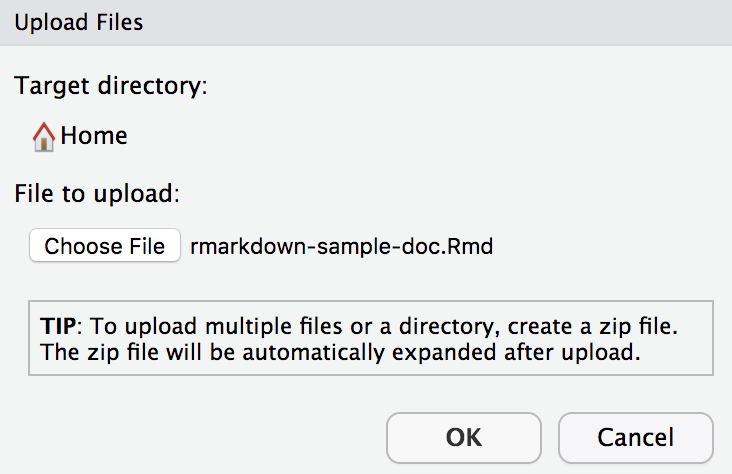 Upload Files
Target directory:
Home
File to upload:
Choose File rmarkdown-sample-doc.Rmd
TIP: To upload multiple files or a directory, create a zip file.
The zip file will be automatically expanded after upload.
OK Cancel